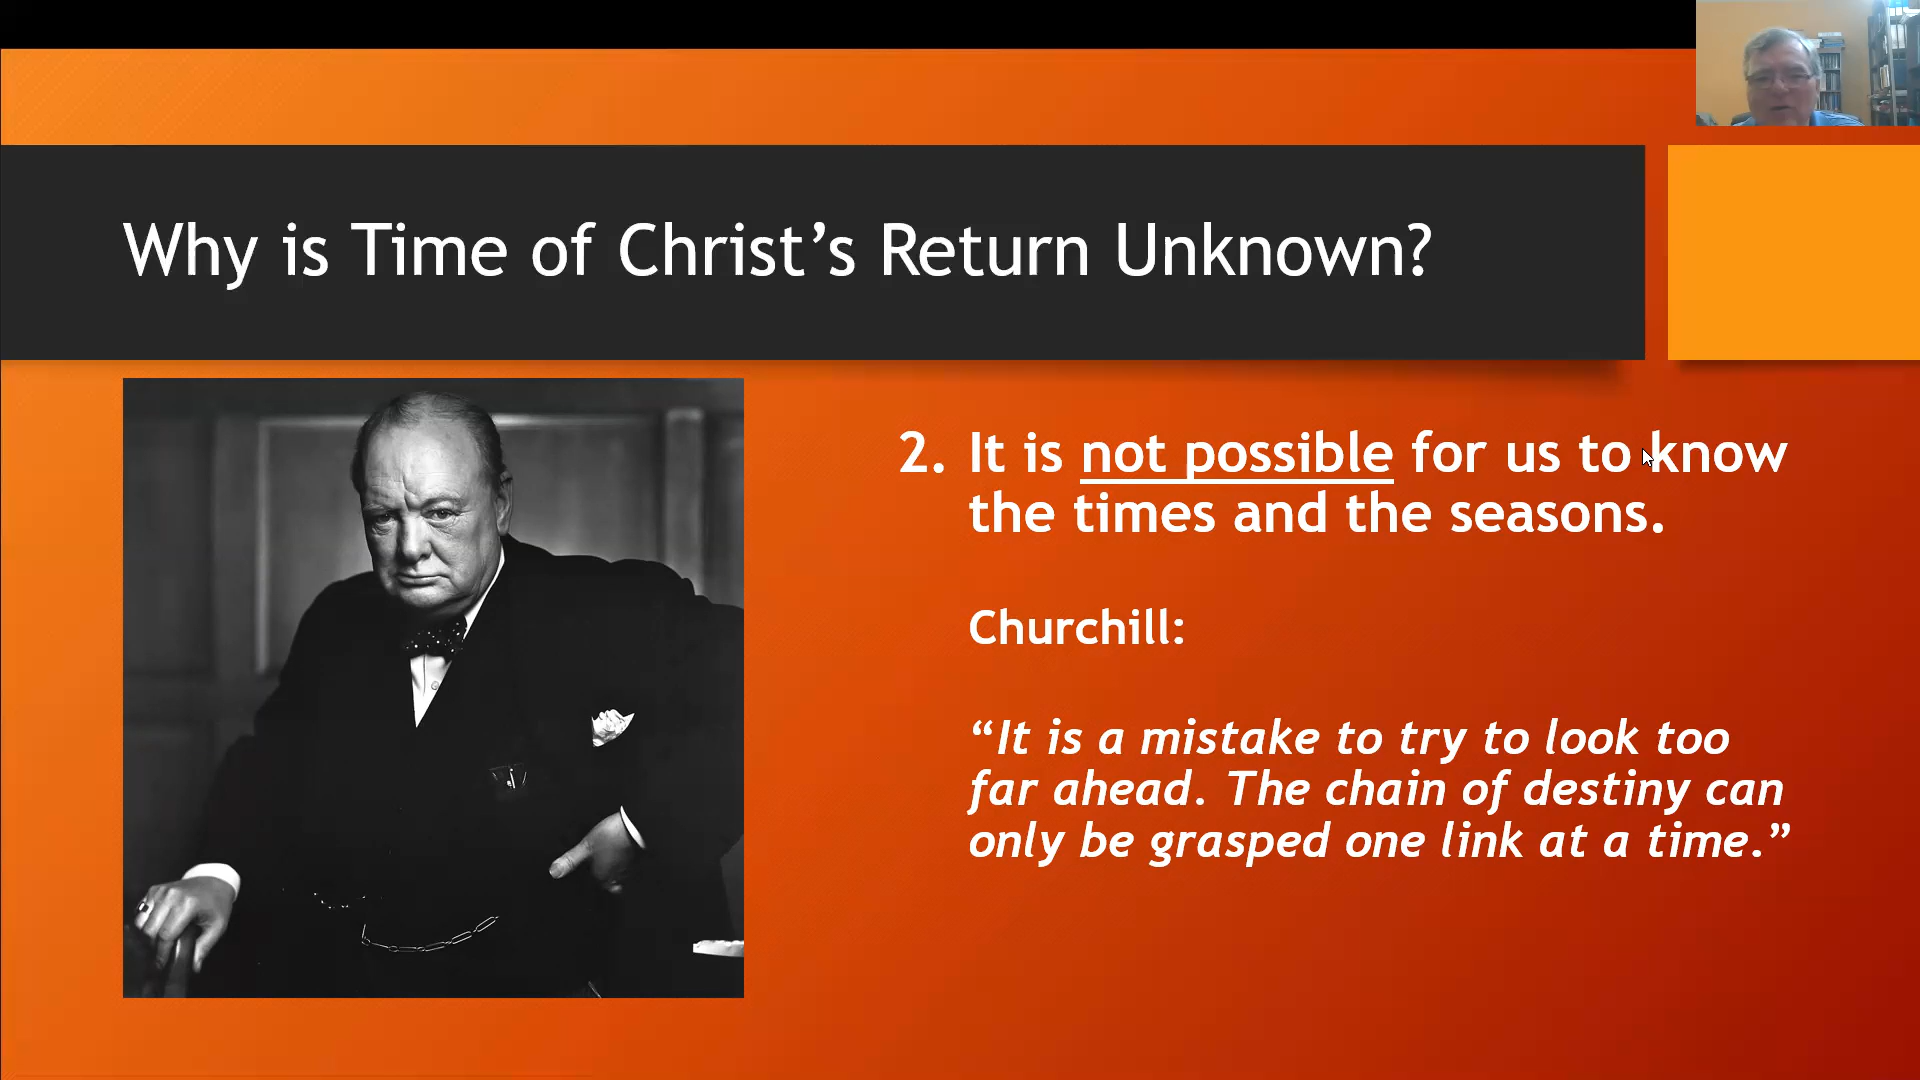 Why is Time of Christ’s Return Unknown?
2. It is not possible for us to know
the times and the seasons.
Churchill:
“It is a mistake to try to look too
far ahead. The chain of destiny can
only be grasped one link at a time.”